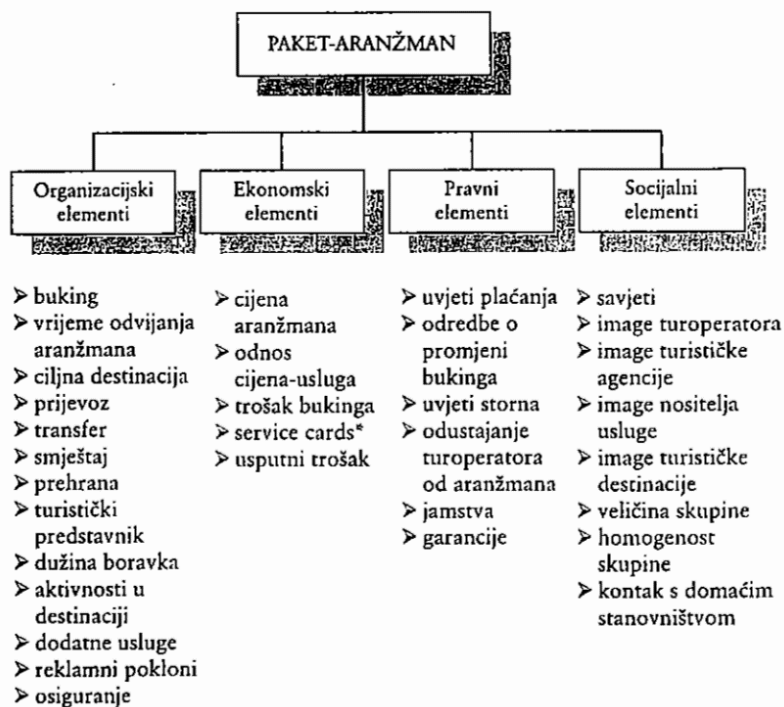 PAKET-ARANŽMAN
Organizacijski
elementi
Ekonomski
elementi
Pravni
elementi
Socijalni
elementi
➤ buking
➤ vrijeme odvijanja
aranžmana
➤ ciljna destinacija
➤ prijevoz
➤ transfer
➤ smještaj
➤ prehrana
➤ turistički
predstavnik
➤ dužina boravka
➤ aktivnosti u
destinaciji
➤ dodatne usluge
➤ reklamni pokloni
➤ osiguranje
➤ cijena
aranžmana
➤ odnos
cijena-usluga
➤ trošak bukinga
➤ service cards*
➤ usputni trošak
➤ uvjeti plaćanja
➤ odredbe o
promjeni
bukinga
➤ uvjeti storna
➤ odustajanje
turoperatora
od aranžmana
➤ jamstva
➤ garancije
➤ savjeti
➤ image turoperatora
➤ image turističke
agencije
➤ image nositelja
usluge
➤ image turističke
destinacije
➤ veličina skupine
➤ homogenost
skupine
➤ kontak s domaćim
stanovništvom